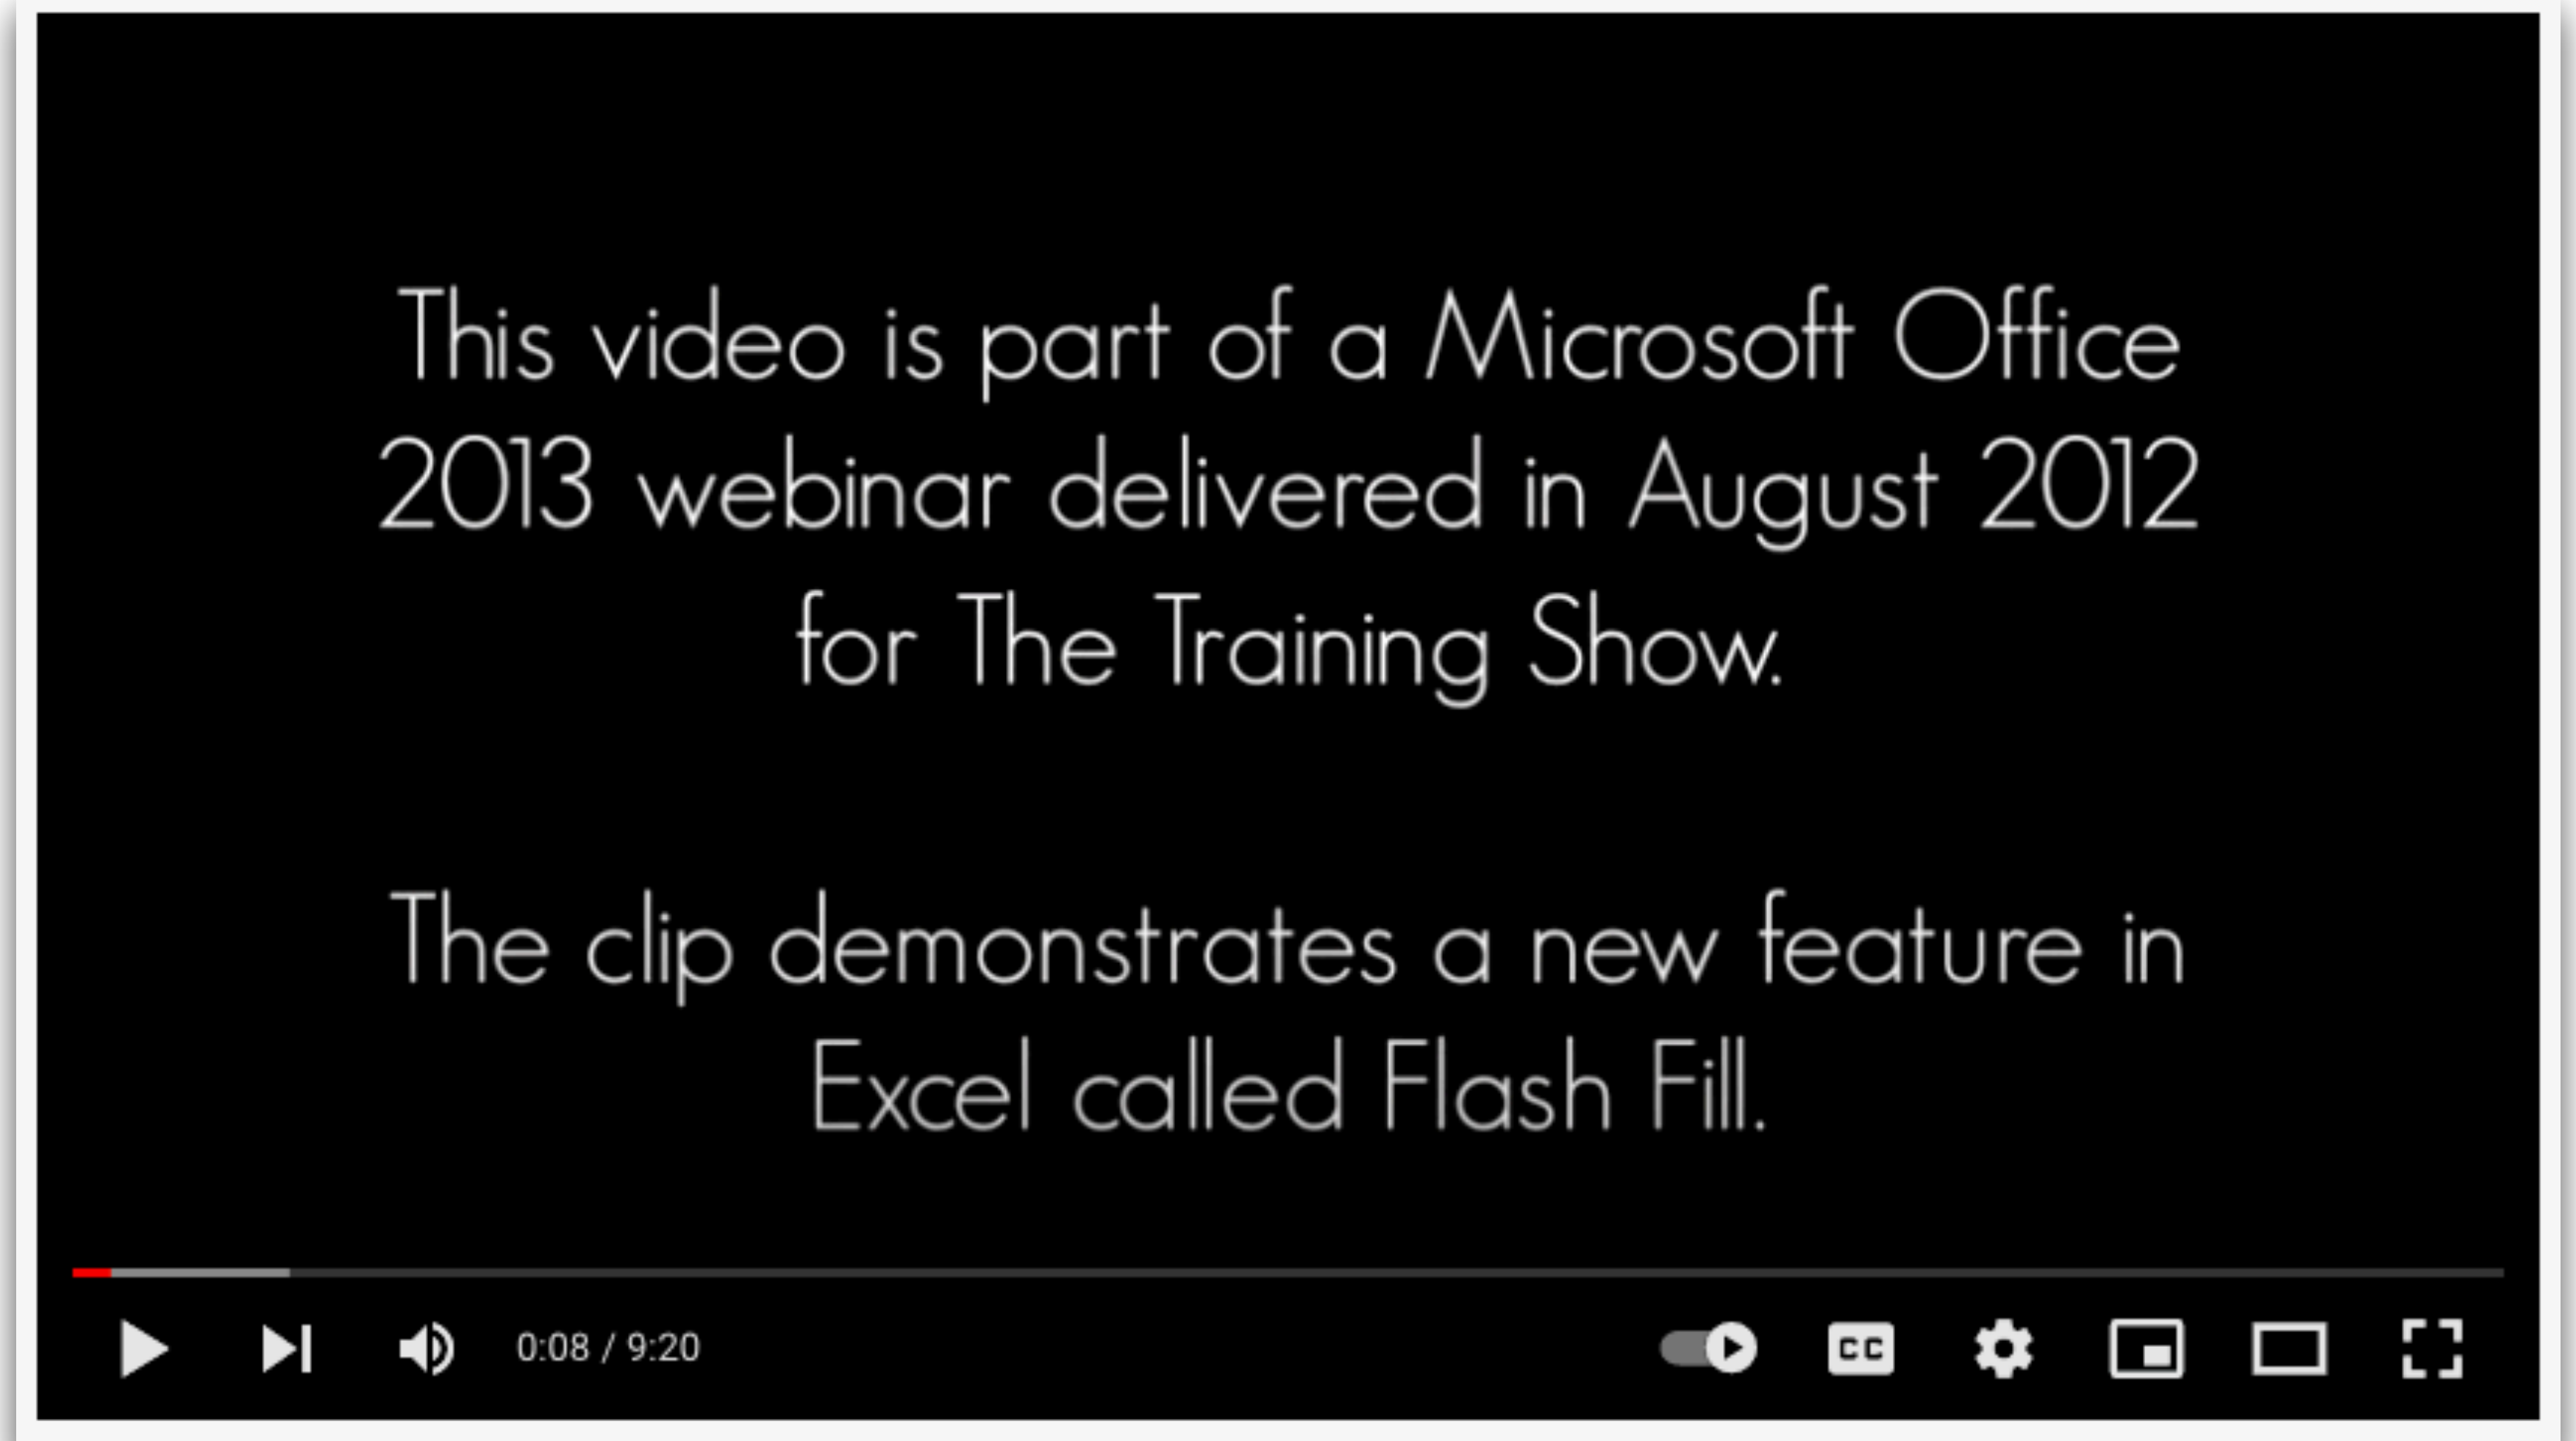 This video is part of a Microsoft Office
2013 webinar delivered in August 2012
for The Training Show.
The clip demonstrates a new feature in
Excel called Flash Fill.
0:08 / 9:20
CC